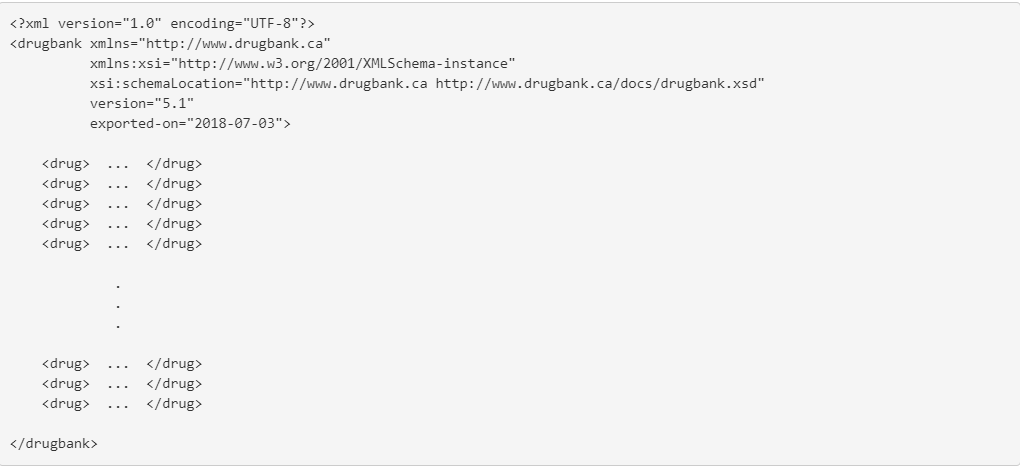 <?xml version="1.0" encoding="UTF-8"?>
<drugbank xmlns="http://www.drugbank.ca"
          xmlns:xsi="http://www.w3.org/2001/XMLSchema-instance"
          xsi:schemaLocation="http://www.drugbank.ca http://www.drugbank.ca/docs/drugbank.xsd"
          version="5.1"
          exported-on="2018-07-03">
    <drug>  ...  </drug>
    <drug>  ...  </drug>
    <drug>  ...  </drug>
    <drug>  ...  </drug>
    <drug>  ...  </drug>
             .
             .
             .
    <drug>  ...  </drug>
    <drug>  ...  </drug>
    <drug>  ...  </drug>
</drugbank>